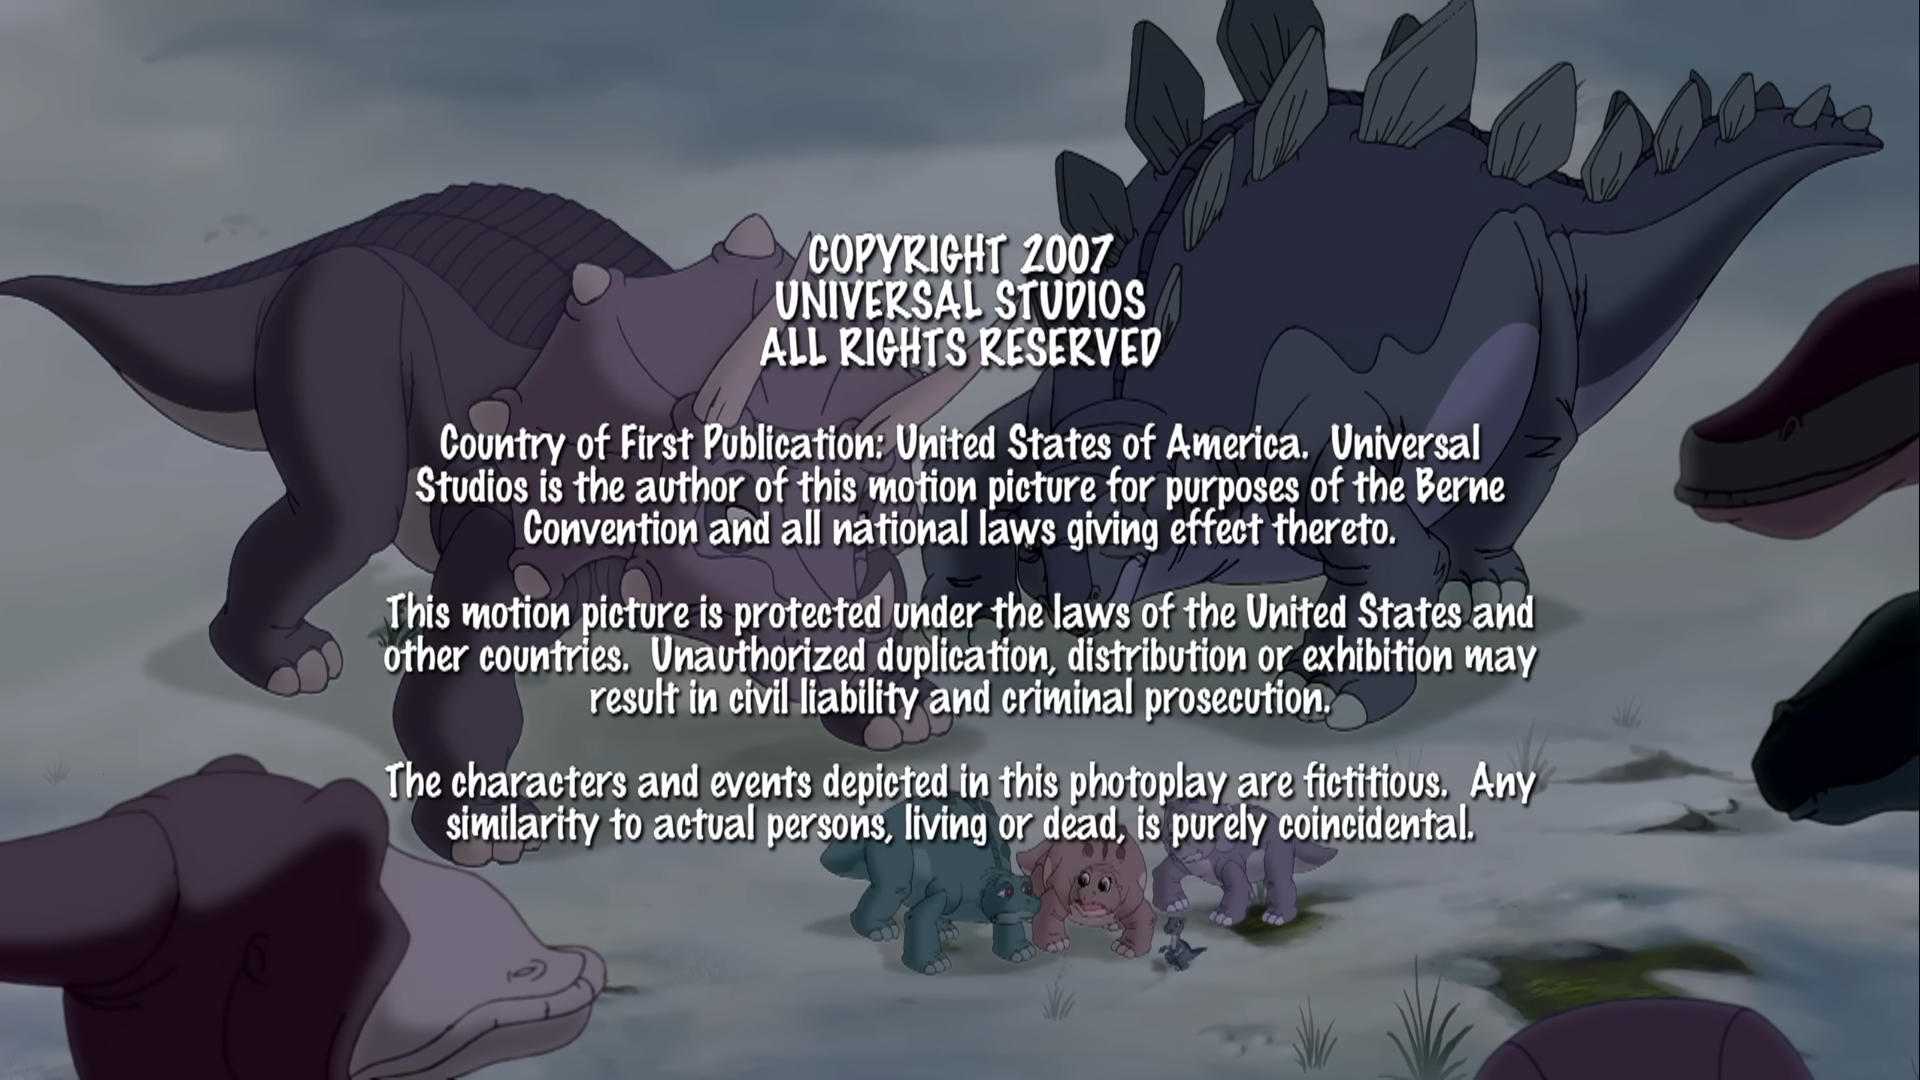 COPYRIGHT 2007
UNIVERSAL STUDIOS
ALL RIGHTS RESERVED
Country of First Publication: United States of America.  Universal
Studios is the author of this motion picture for purposes of the Berne
Convention and all national laws giving effect thereto.
This motion picture is protected under the laws of the United States and
other countries.  Unauthorized duplication, distribution or exhibition may
result in civil liability and criminal prosecution.
The characters and events depicted in this photoplay are fictitious.  Any
similarity to actual persons, living or dead, is purely coincidental.